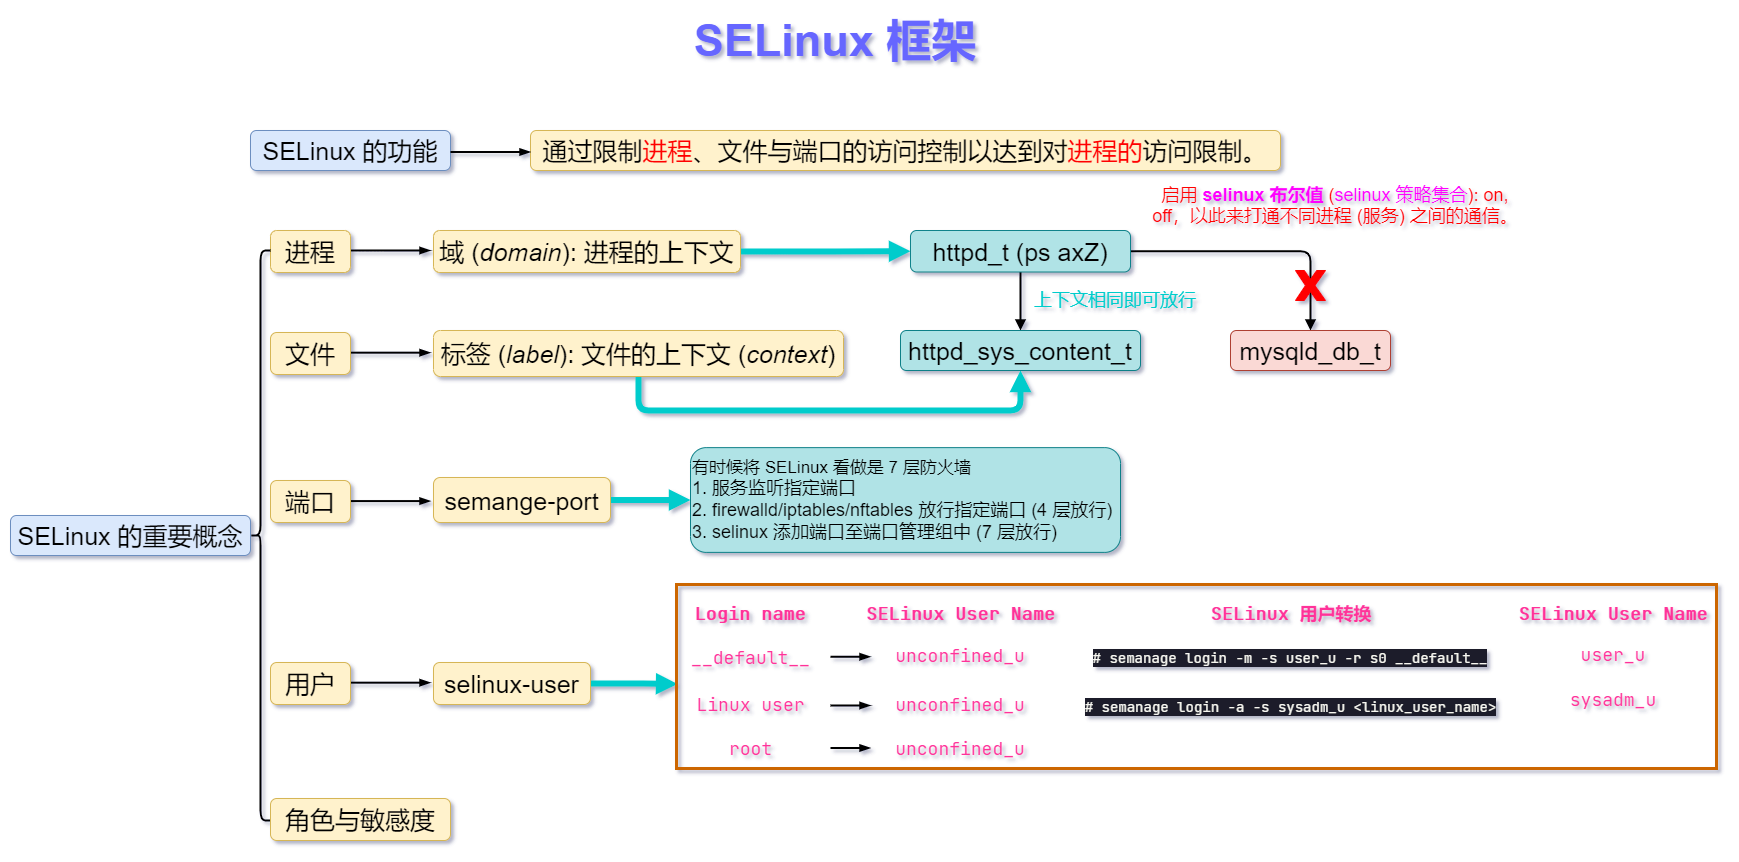 SELinux 框架
SELinux 的功能
通过限制进程、文件与端口的访问控制以达到对进程的访问限制。
启用 selinux 布尔值 (selinux 策略集合): on,
off，以此来打通不同进程 (服务) 之间的通信。
进程
域 (domain): 进程的上下文
httpd_t (ps axZ)
X
上下文相同即可放行
文件
标签 (label): 文件的上下文 (context)
httpd_sys_content_t
mysqld_db_t
有时候将 SELinux 看做是 7 层防火墙
1. 服务监听指定端口
2. firewalld/iptables/nftables 放行指定端口 (4 层放行)
3. selinux 添加端口至端口管理组中 (7 层放行)
端口
semange-port
SELinux 的重要概念
Login name
SELinux User Name
SELinux 用户转换
SELinux User Name
__default__
unconfined_u
# semanage login -m -s user_u -r s0 __default__
user_u
用户
selinux-user
Linux user
unconfined_u
# semanage login -a -s sysadm_u <linux_user_name>
sysadm_u
root
unconfined_u
角色与敏感度